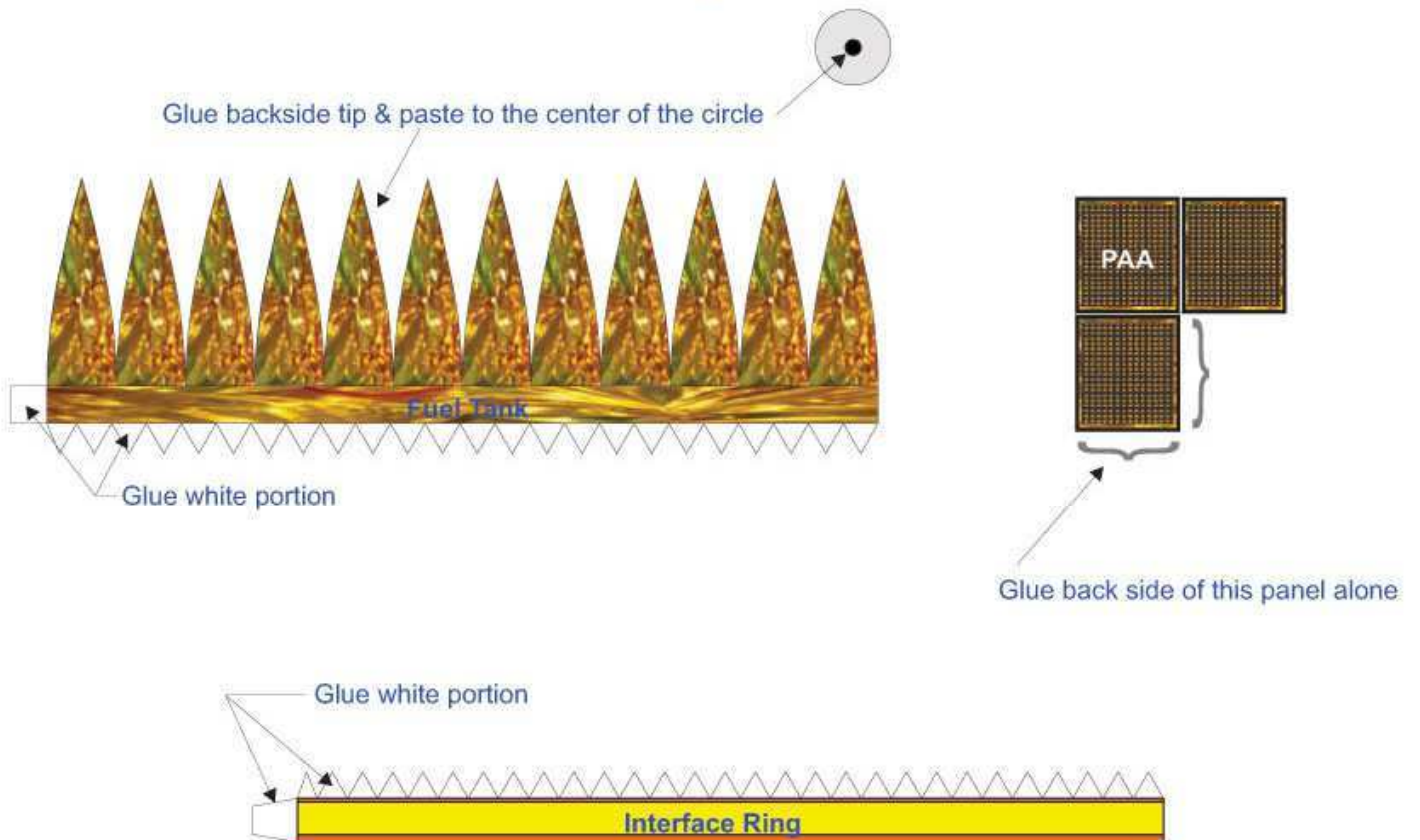 Glue backside tip & paste to the center of the circle
PAA
Fuel Tank
Glue white portion
Glue back side of this panel alone
Glue white portion
Interface Ring